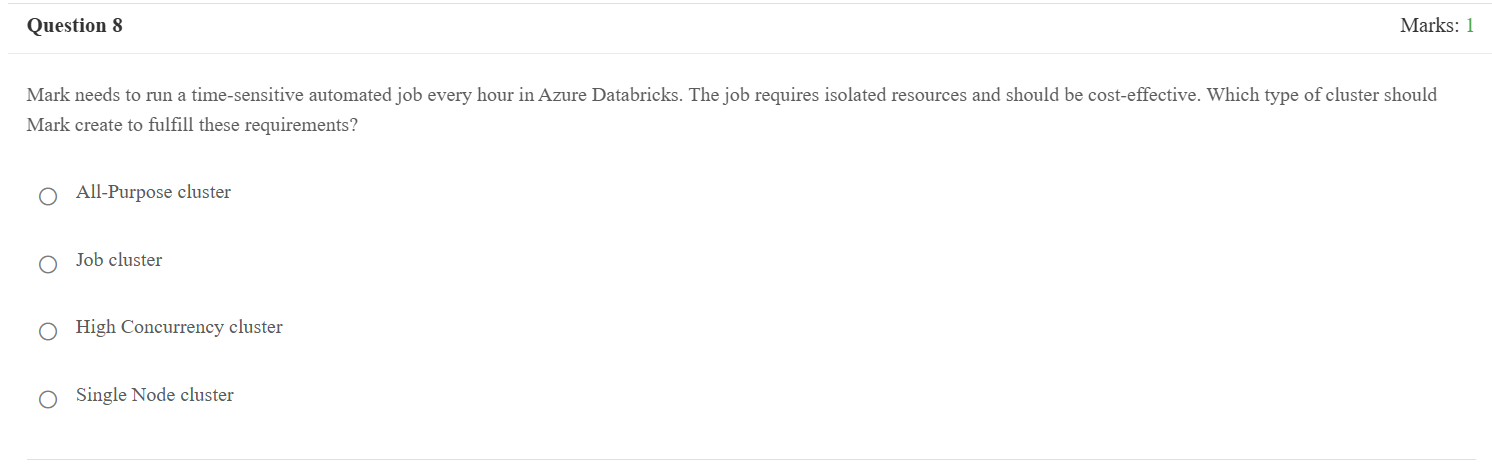 Question 8
Marks: 1
Mark needs to run a time-sensitive automated job every hour in Azure Databricks. The job requires isolated resources and should be cost-effective. Which type of cluster should
Mark create to fulfill these requirements?
All-Purpose cluster
Job cluster
High Concurrency cluster
Single Node cluster